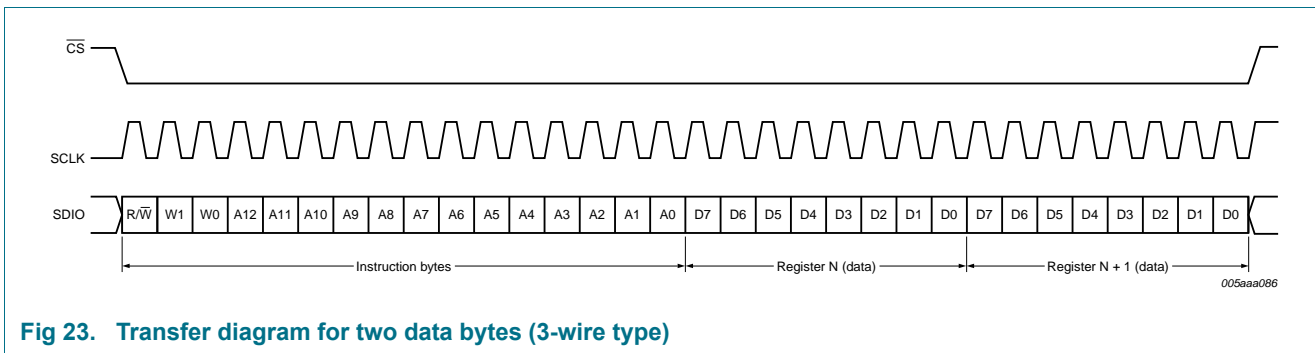 CS
SCLK
SDIO R/W W1 W0 A12 A11 A10 A9 A8 A7 A6 A5 A4 A3 A2 A1 A0 D7 D6 D5 D4 D3 D2 D1 D0 D7 D6 D5 D4 D3 D2 D1 D0
Instruction bytes Register N (data) Register N + 1 (data)
005aaa086
Fig 23. Transfer diagram for two data bytes (3-wire type)